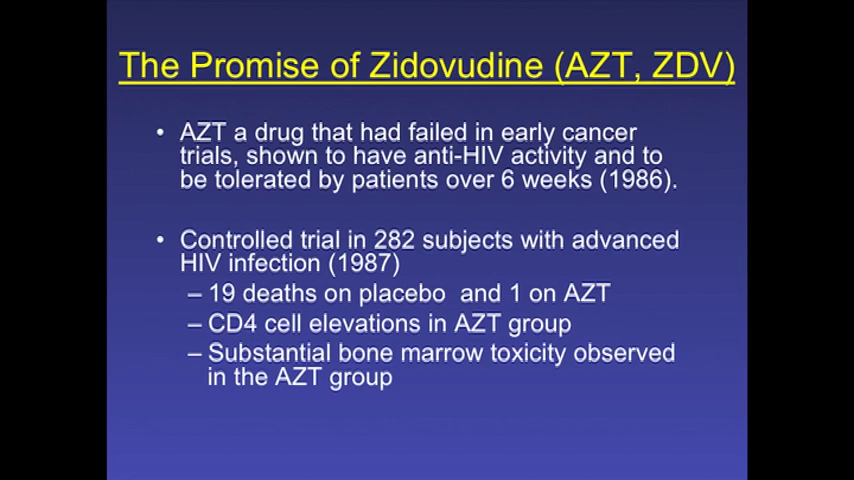 The Promise of Zidovudine (AZT, ZDV)
• AZT a drug that had failed in early cancer
trials, shown to have anti-HIV activity and to
be tolerated by patients over 6 weeks (1986).
• Controlled trial in 282 subjects with advanced
HIV infection (1987)
– 19 deaths on placebo and 1 on AZT
– CD4 cell elevations in AZT group
– Substantial bone marrow toxicity observed
in the AZT group